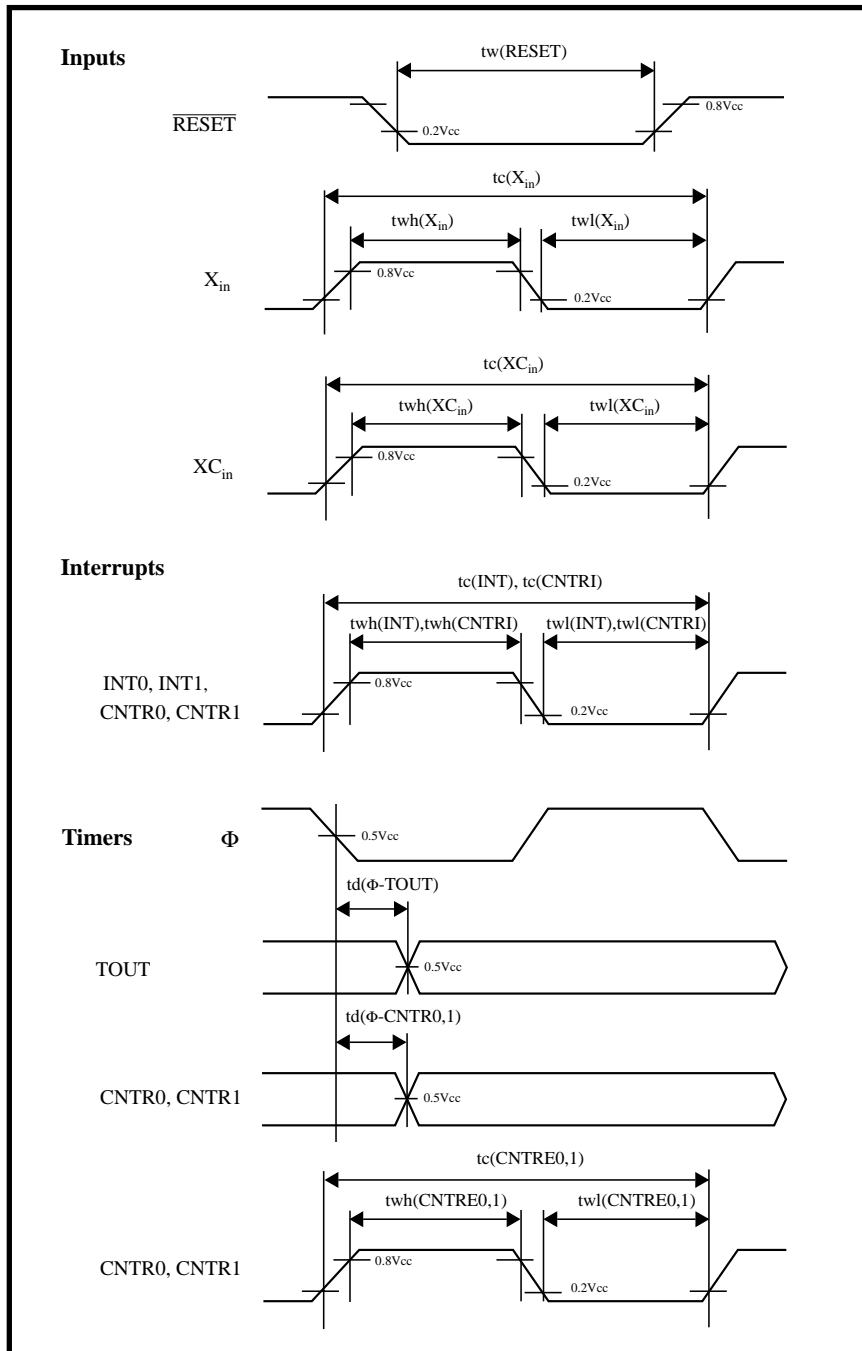 Inputs
tw(RESET)
RESET
0.8Vcc
0.2Vcc
tc(Xin)
twh(Xin) twl(Xin)
Xin
0.8Vcc
0.2Vcc
tc(XCin)
twh(XCin) twl(XCin)
XCin
0.8Vcc
0.2Vcc
Interrupts
tc(INT), tc(CNTRI)
twh(INT),twh(CNTRI) twl(INT),twl(CNTRI)
INT0, INT1,
CNTR0, CNTR1
0.8Vcc
0.2Vcc
Timers Φ
0.5Vcc
td(Φ-TOUT)
TOUT
0.5Vcc
td(Φ-CNTR0,1)
CNTR0, CNTR1
0.5Vcc
tc(CNTRE0,1)
twh(CNTRE0,1) twl(CNTRE0,1)
CNTR0, CNTR1
0.8Vcc
0.2Vcc